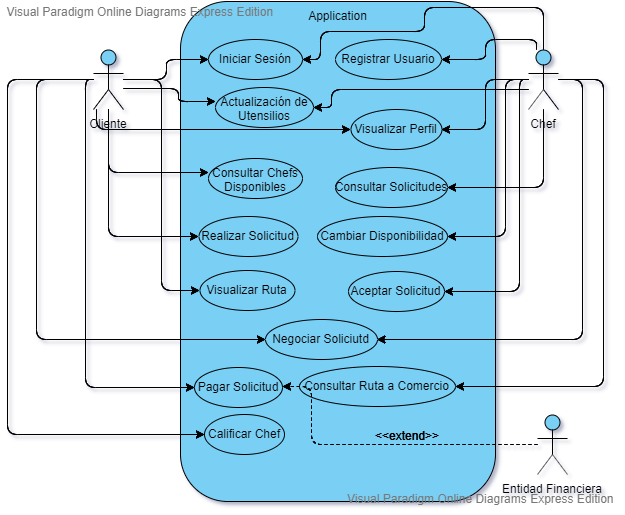 Visual Paradigm Online Diagrams Express Edition
Application
Iniciar Sesión
Registrar Usuario
Actualización de
Utensilios
Cliente
Chef
Visualizar Perfil
Consultar Chefs
Disponibles
Consultar Solicitudes
Realizar Solicitud
Cambiar Disponibilidad
Visualizar Ruta
Aceptar Solicitud
Negociar Soliciutd
Pagar Solicitud
Consultar Ruta a Comercio
Calificar Chef
<<extend>>
Entidad Financiera
Visual Paradigm Online Diagrams Express Edition